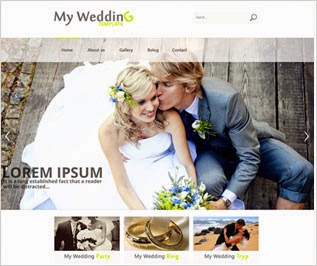 My WeddinG
TEMPLATE
Search...
Home About us Gallery Bolog Contact
LOREM IPSUM
It is a long established fact that a reader
will be distracted...
My Wedding Party My Wedding Ring My Wedding Tryp